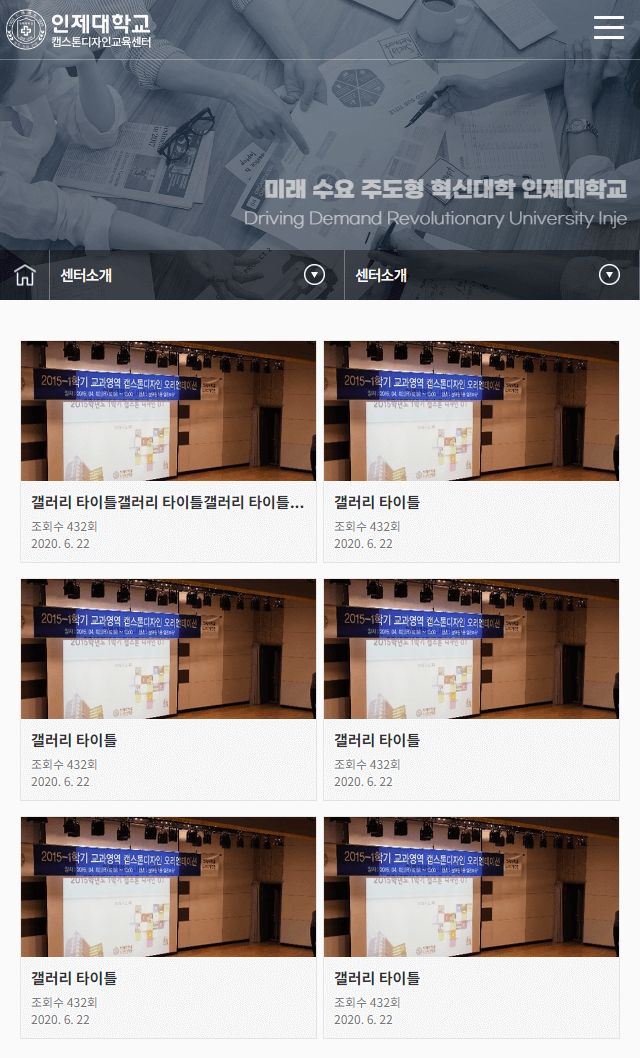 인제대학교
캡스톤디자인교육센터
미래 수요 주도형 혁신대학 인제대학교
Driving Demand Revolutionary University Inje
센터소개
센터소개
2015-1학기 교과영역 캡스톤디자인 오리엔테이션
2015-1학기 교과영역 캡스톤디자인 오리엔테이션
갤러리 타이틀갤러리 타이틀갤러리 타이틀...
갤러리 타이틀
조회수 432회
조회수 432회
2020. 6. 22
2020. 6. 22
2015-1학기 교과영역 캡스톤디자인 오리엔테이션
2015-1학기 교과영역 캡스톤디자인 오리엔테이션
갤러리 타이틀
갤러리 타이틀
조회수 432회
조회수 432회
2020. 6. 22
2020. 6. 22
2015-1학기 교과영역 캡스톤디자인 오리엔테이션
2015-1학기 교과영역 캡스톤디자인 오리엔테이션
갤러리 타이틀
갤러리 타이틀
조회수 432회
조회수 432회
2020. 6. 22
2020. 6. 22